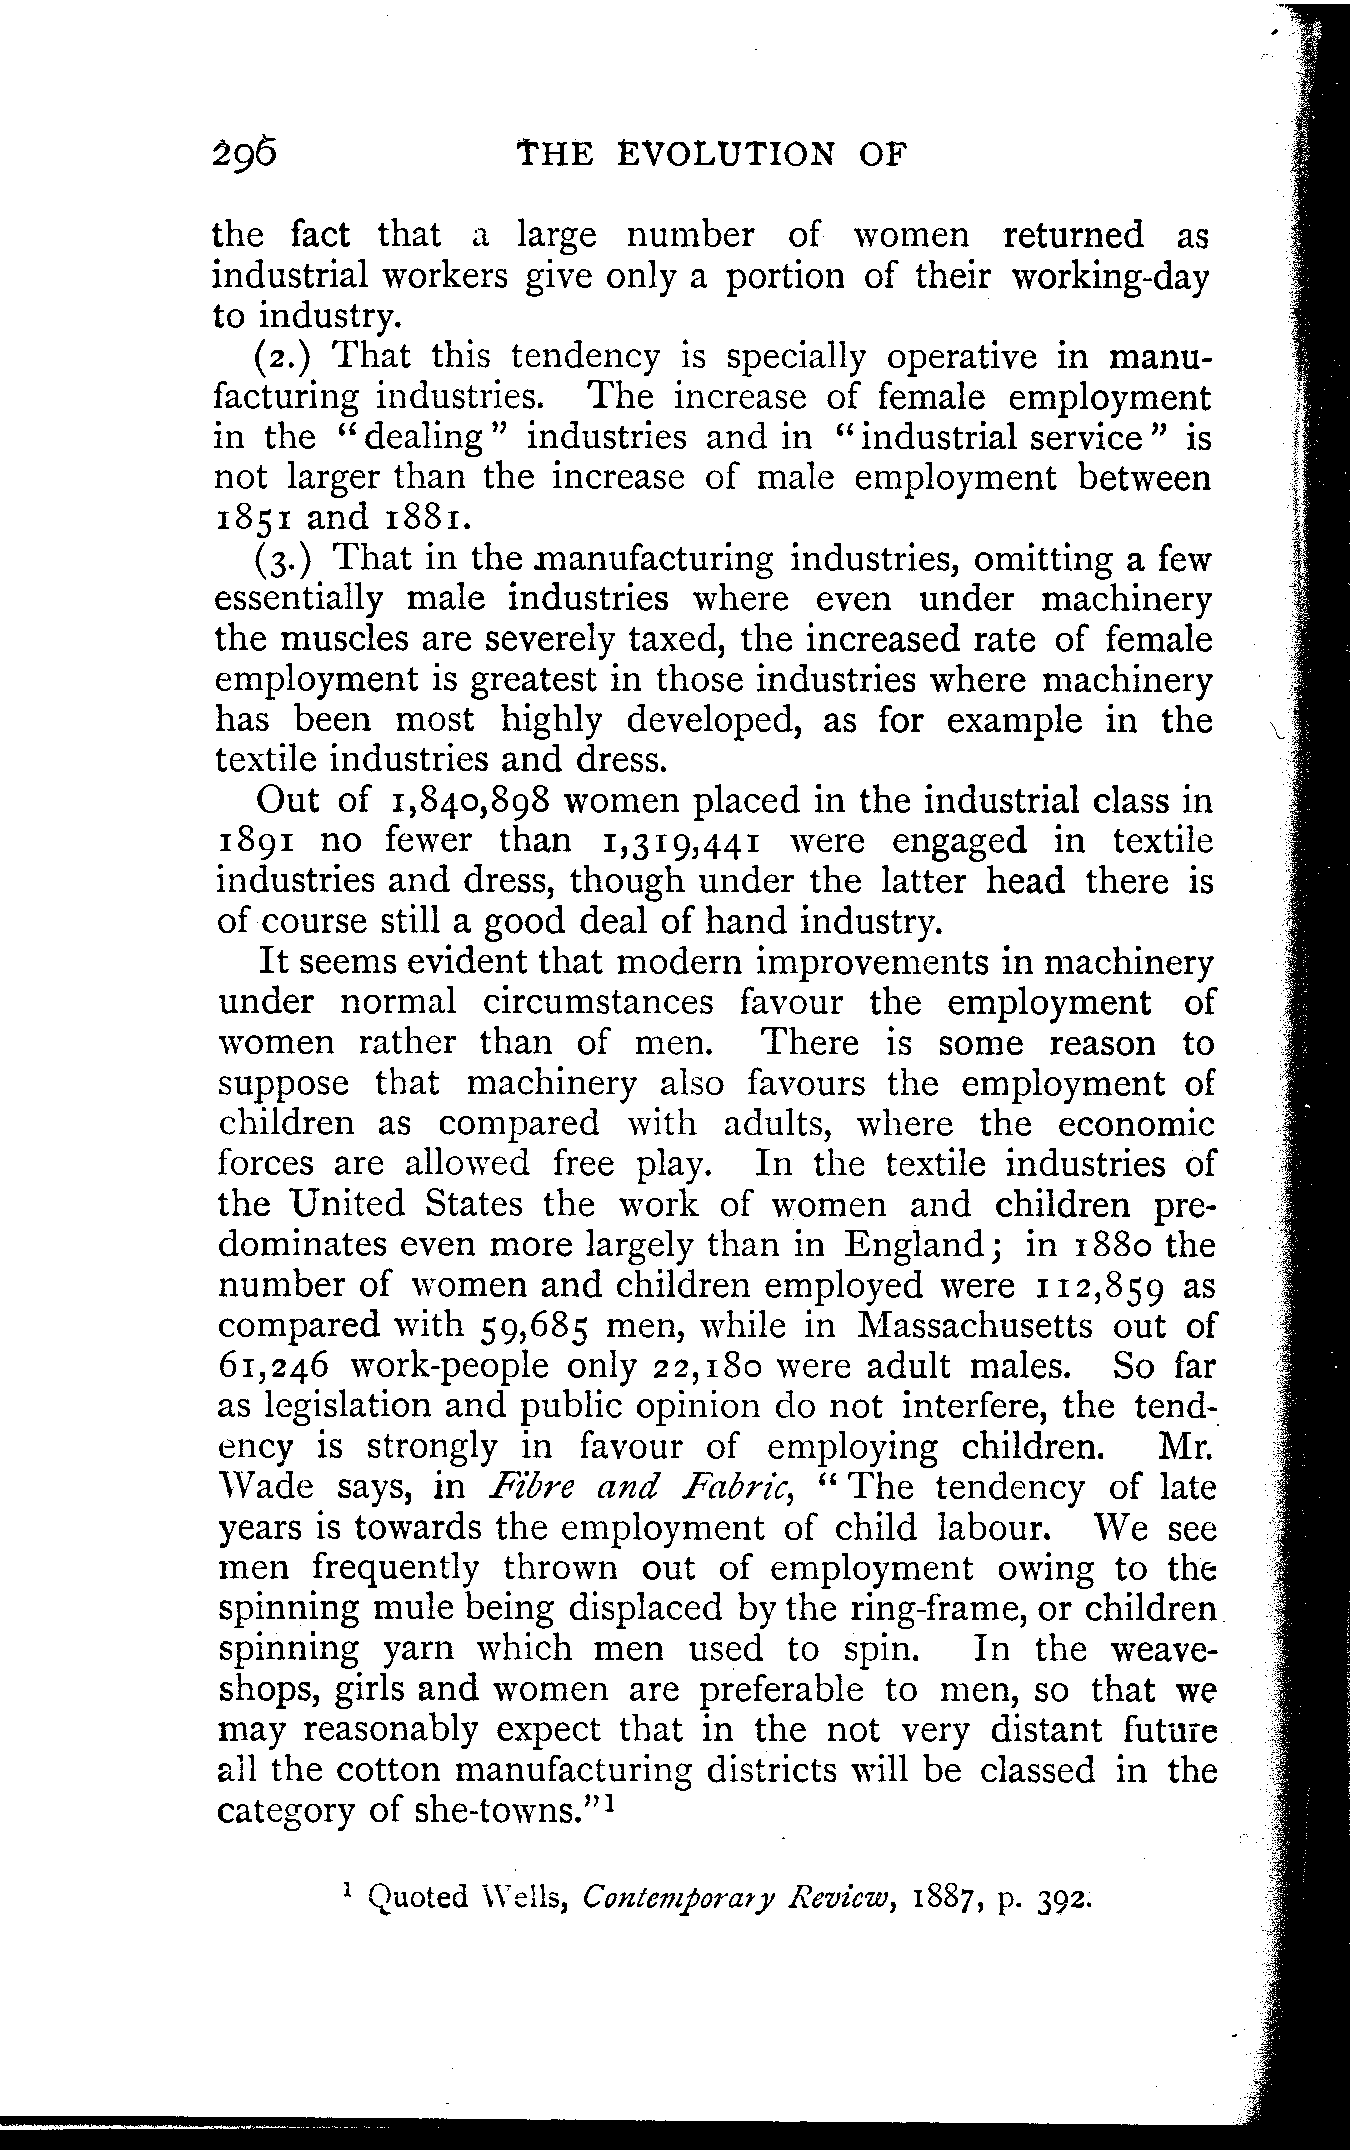 296 THE EVOLUTION OF
the fact that a large number of women returned as
industrial workers give only a portion of their working-day
to industry.
(2.) That this tendency is specially operative in manu-
facturing industries. The increase of female employment
in the “dealing” industries and in “industrial service” is
not larger than the increase of male employment between
1851 and 1881.
(3.) That in the manufacturing industries, omitting a few
essentially male industries where even under machinery
the muscles are severely taxed, the increased rate of female
employment is greatest in those industries where machinery
has been most highly developed, as for example in the
textile industries and dress.
Out of 1,840,898 women placed in the industrial class in
1891 no fewer than 1,319,441 were engaged in textile
industries and dress, though under the latter head there is
of course still a good deal of hand industry.
It seems evident that modern improvements in machinery
under normal circumstances favour the employment of
women rather than of men. There is some reason to
suppose that machinery also favours the employment of
children as compared with adults, where the economic
forces are allowed free play. In the textile industries of
the United States the work of women and children pre-
dominates even more largely than in England; in 1880 the
number of women and children employed were 112,859 as
compared with 59,685 men, while in Massachusetts out of
61,246 work-people only 22,180 were adult males. So far
as legislation and public opinion do not interfere, the tend-
ency is strongly in favour of employing children. Mr.
Wade says, in Fibre and Fabric, “The tendency of late
years is towards the employment of child labour. We see
men frequently thrown out of employment owing to the
spinning mule being displaced by the ring-frame, or children
spinning yarn which men used to spin. In the weave-
shops, girls and women are preferable to men, so that we
may reasonably expect that in the not very distant future
all the cotton manufacturing districts will be classed in the
category of she-towns.”1
1 Quoted Wells, Contemporary Review, 1887, p. 392.